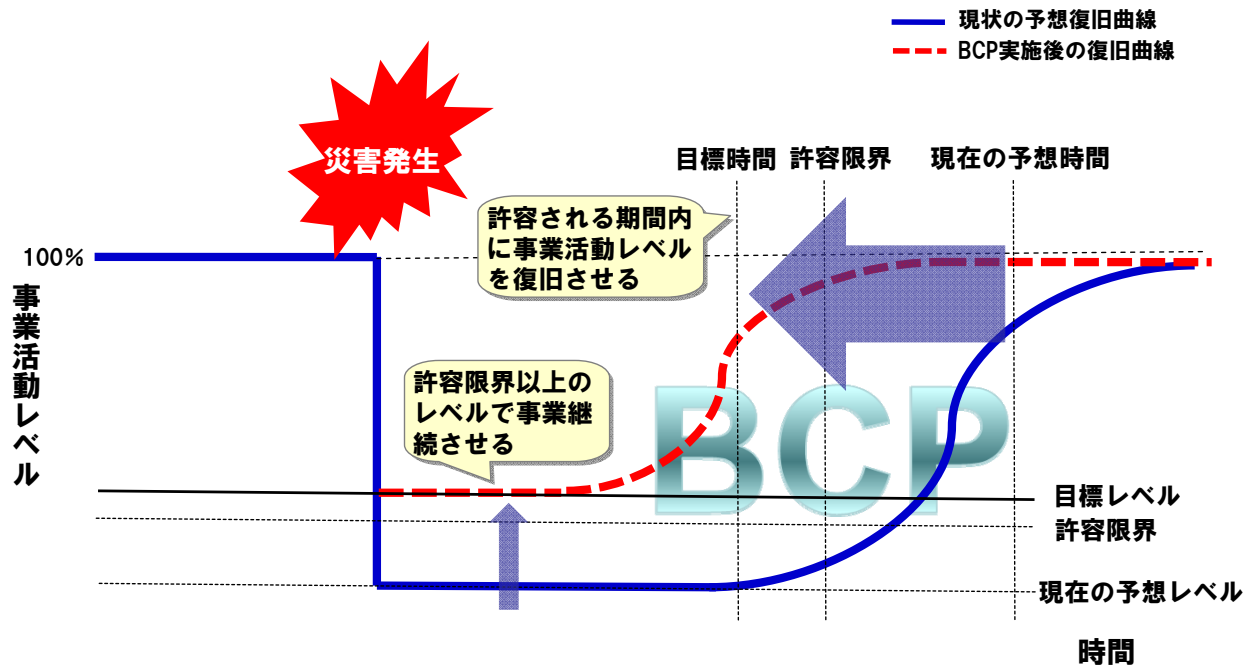 現状の予想復旧曲線
BCP実施後の復旧曲線
災害発生
目標時間
許容限界
現在の予想時間
許容される期間内
に事業活動レベル
を復旧させる
100%
事業活動レベル
許容限界以上の
レベルで事業継
続させる
BCP
目標レベル
許容限界
現在の予想レベル
時間